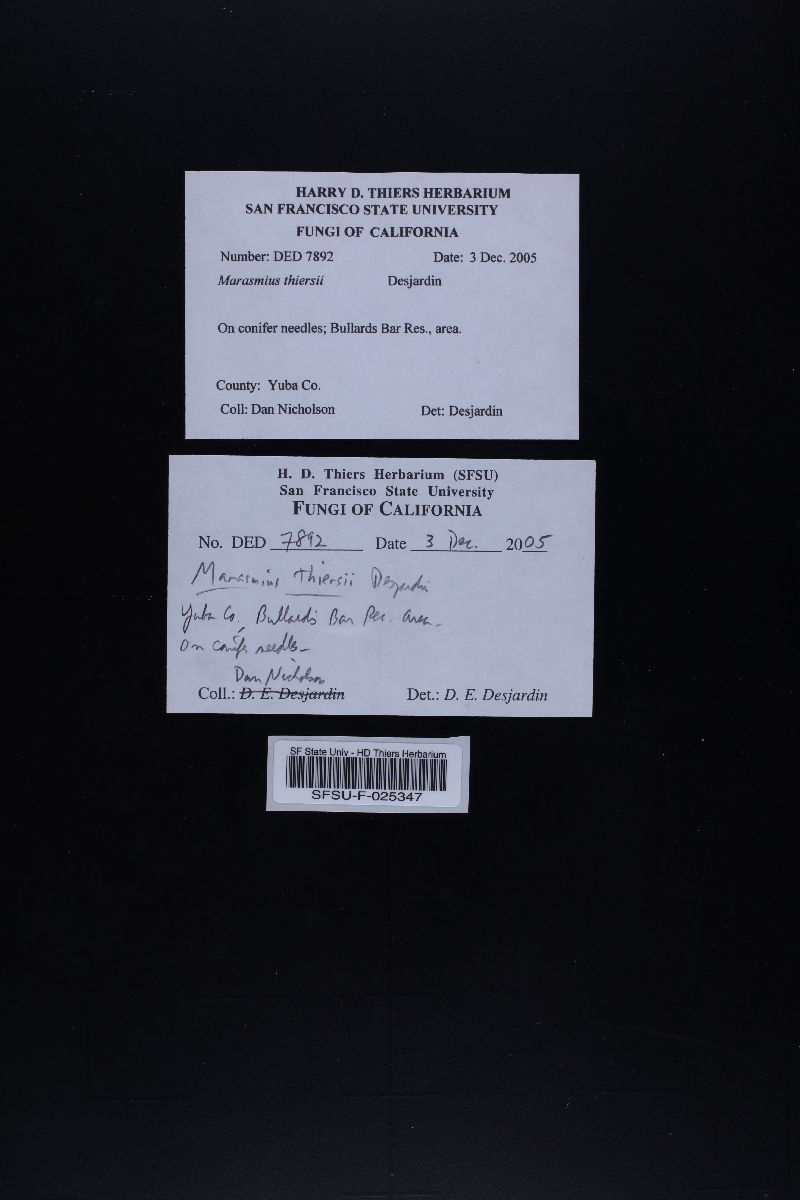 HARRY D. THIERS HERBARIUM
SAN FRANCISCO STATE UNIVERSITY
FUNGI OF CALIFORNIA
Number: DED 7892 Date: 3 Dec. 2005
Marasmius thiersii Desjardin
On conifer needles; Bullards Bar Res., area.
County: Yuba Co.
Coll: Dan Nicholson Det: Desjardin
H. D. Thiers Herbarium (SFSU)
San Francisco State University
FUNGI OF CALIFORNIA
No. DED 7892 Date 3 Dec. 2005
Marasmius thiersii Desjardin
Yuba Co, Bullards Bar Res. area.
On conifer needles-
Dan Nicholson
Coll.: D. E. Desjardin Det.: D. E. Desjardin
SF State Univ - HD Thiers Herbarium
SFSU-F-025347